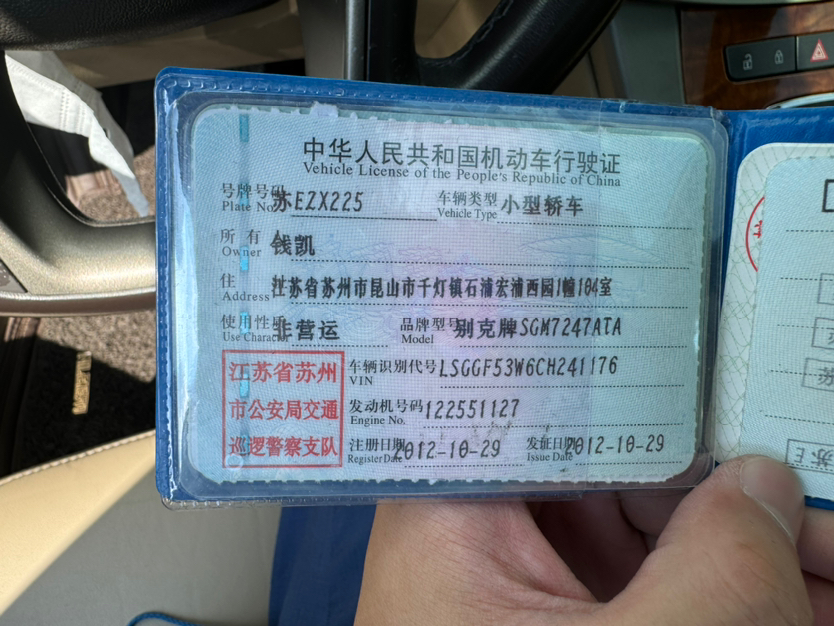 中华人民共和国机动车行驶证
Vehicle License of the People's Republic of China
号牌号码 苏EZX225 车辆类型 小型轿车
Plate No. Vehicle Type
所有人 钱凯
Owner
住 江苏省苏州市昆山市千灯镇石浦宏浦西园1幢104室
Address
使用性质 非营运 品牌型号 别克牌SGM7247ATA
Use Character Model
江苏省苏州
市公安局交通
巡逻警察支队
车辆识别代号 LSGGF53W6CH241176
VIN
发动机号码 122551127
Engine No.
注册日期 2012-10-29 发证日期 2012-10-29
Register Date Issue Date